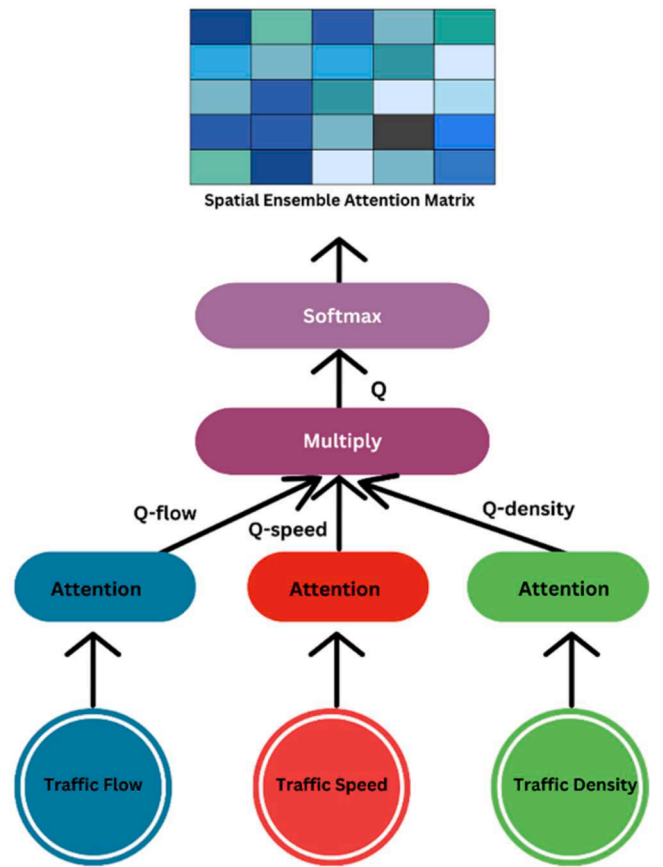 Spatial Ensemble Attention Matrix
Softmax
Q
Multiply
Q-flow
Q-speed
Q-density
Attention
Attention
Attention
Traffic Flow
Traffic Speed
Traffic Density